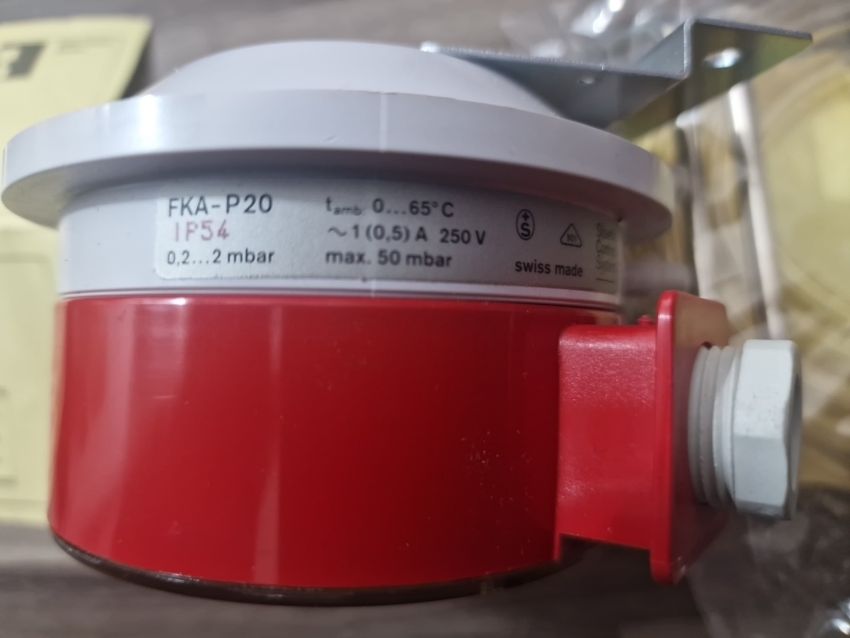 FKA-P20
IP54
0,2...2 mbar
tamb: 0...65°C
~1(0,5)A 250 V
max. 50 mbar
+S
swiss made